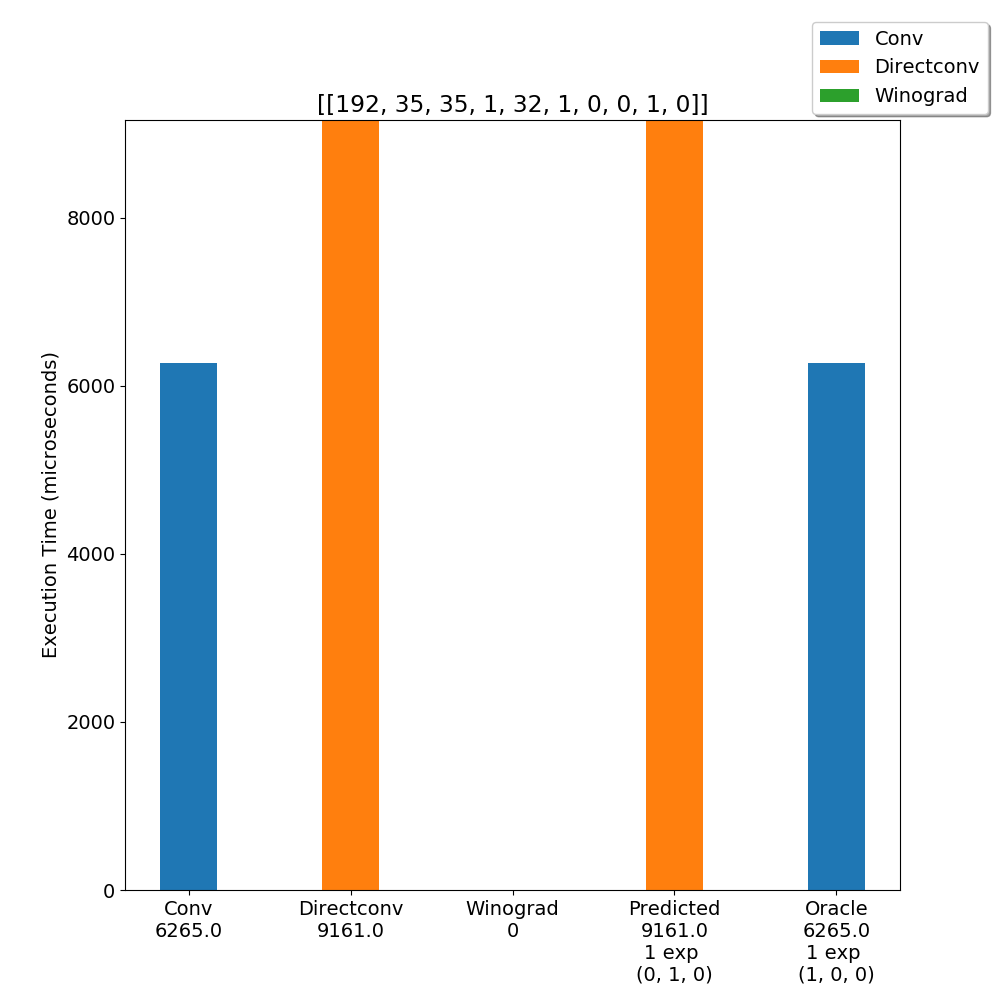 Conv
Directconv
Winograd
[[192, 35, 35, 1, 32, 1, 0, 0, 1, 0]]
Execution Time (microseconds)
8000
6000
4000
2000
0
Conv
6265.0
Directconv
9161.0
Winograd
0
Predicted
9161.0
1 exp
(0, 1, 0)
Oracle
6265.0
1 exp
(1, 0, 0)